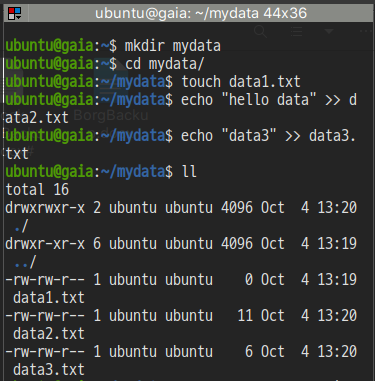 ubuntu@gaia: ~/mydata 44x36
ubuntu@gaia:~$ mkdir mydata
ubuntu@gaia:~$ cd mydata/
ubuntu@gaia:~/mydata$ touch data1.txt
ubuntu@gaia:~/mydata$ echo "hello data" >> d
ata2.txt
BorgBacku
ubuntu@gaia:~/mydata$ echo "data3" >> data3.
txt
ubuntu@gaia:~/mydata$ ll
total 16
drwxrwxr-x 2 ubuntu ubuntu 4096 Oct  4 13:20
 ./
drwxr-xr-x 6 ubuntu ubuntu 4096 Oct  4 13:19
 ../
-rw-rw-r-- 1 ubuntu ubuntu    0 Oct  4 13:19
 data1.txt
-rw-rw-r-- 1 ubuntu ubuntu   11 Oct  4 13:20
 data2.txt
-rw-rw-r-- 1 ubuntu ubuntu    6 Oct  4 13:20
 data3.txt